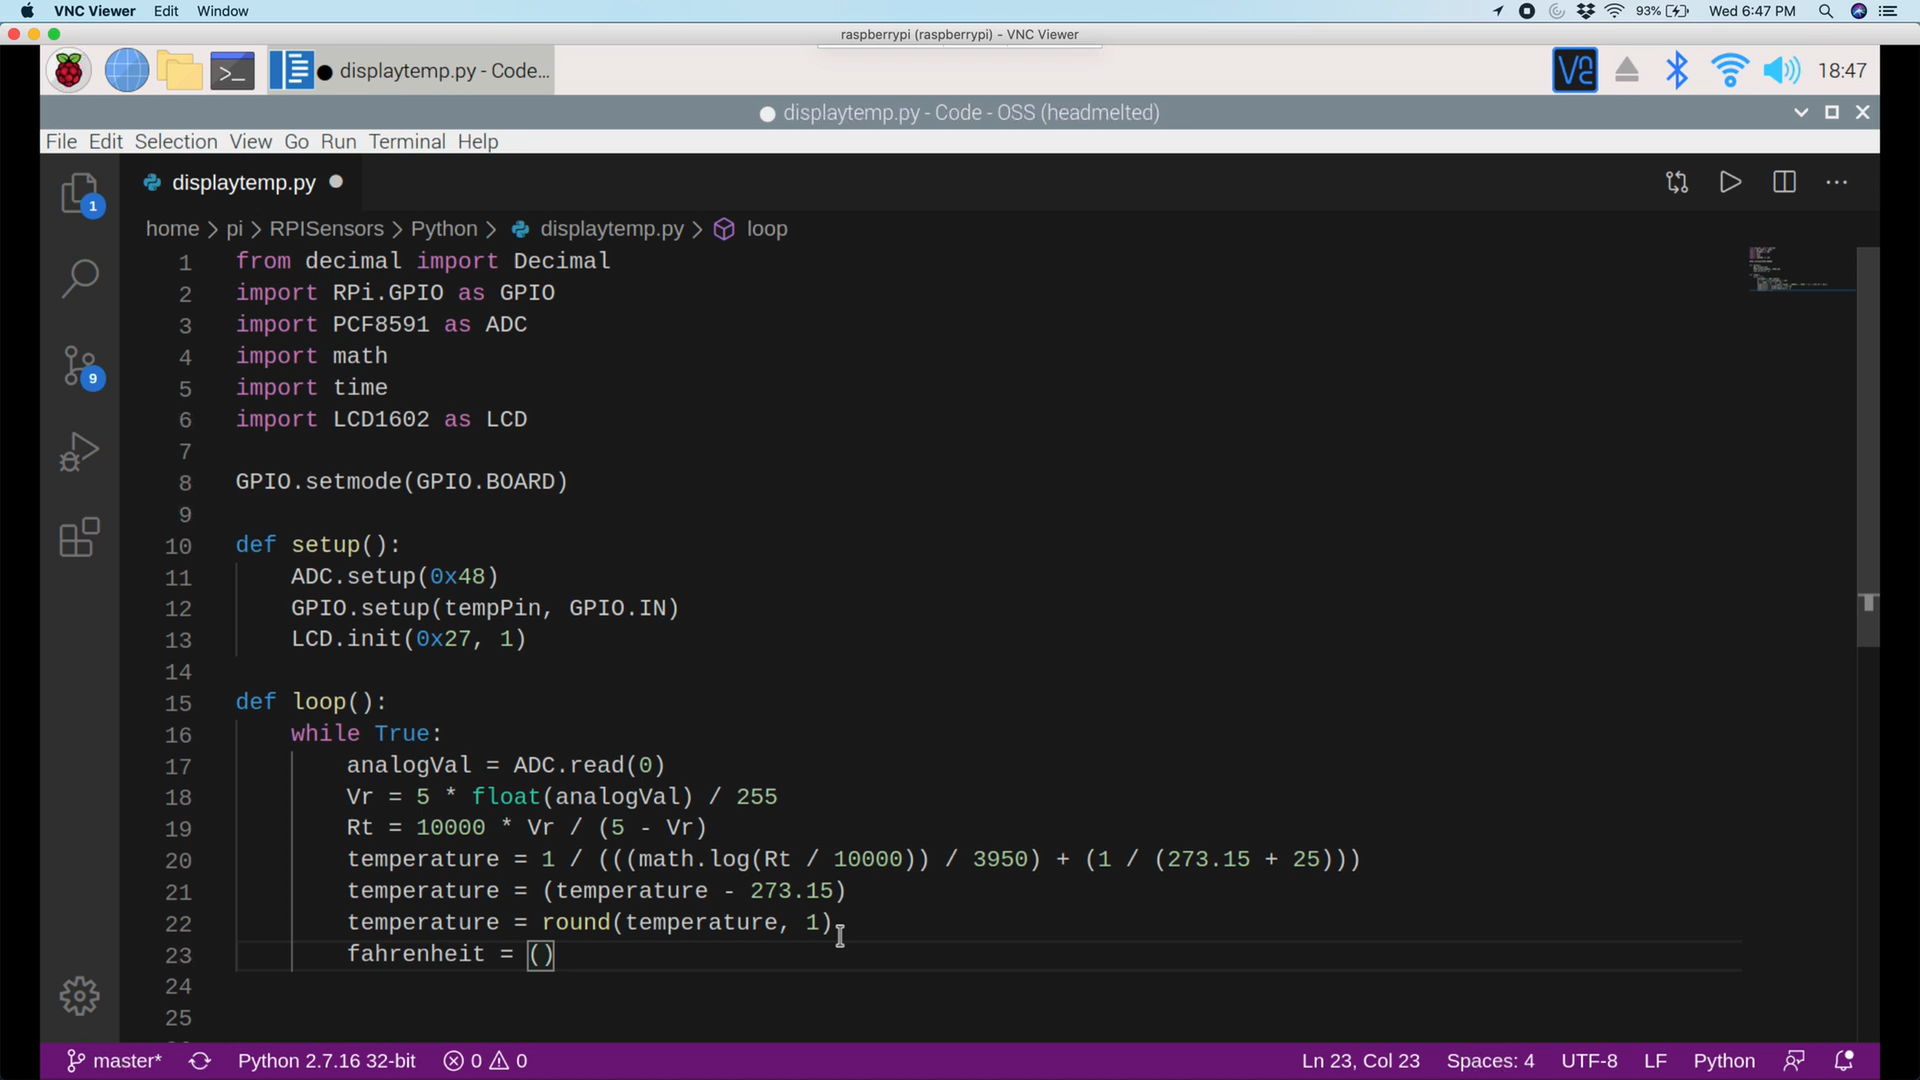 VNC Viewer Edit Window 93% Wed 6:47 PM
raspberrypi (raspberrypi) - VNC Viewer
displaytemp.py - Code... 18:47
displaytemp.py - Code - OSS (headmelted)
File Edit Selection View Go Run Terminal Help
1 displaytemp.py
home > pi > RPISensors > Python > displaytemp.py > loop
1 from decimal import Decimal
2 import RPi.GPIO as GPIO
3 import PCF8591 as ADC
4 import math
5 import time
9
6 import LCD1602 as LCD
7
8 GPIO.setmode(GPIO.BOARD)
9
10 def setup():
11     ADC.setup(0x48)
12     GPIO.setup(tempPin, GPIO.IN)
13     LCD.init(0x27, 1)
14
15 def loop():
16     while True:
17         analogVal = ADC.read(0)
18         Vr = 5 * float(analogVal) / 255
19         Rt = 10000 * Vr / (5 - Vr)
20         temperature = 1 / (((math.log(Rt / 10000)) / 3950) + (1 / (273.15 + 25)))
21         temperature = (temperature - 273.15)
22         temperature = round(temperature, 1)
23         fahrenheit = ()
24
25
master* Python 2.7.16 32-bit 0 0 Ln 23, Col 23 Spaces: 4 UTF-8 LF Python